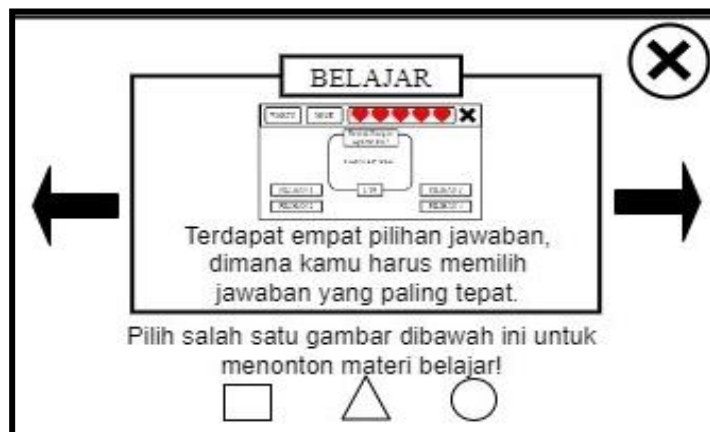 BELAJAR
Terdapat empat pilihan jawaban,
dimana kamu harus memilih
jawaban yang paling tepat.
Pilih salah satu gambar dibawah ini untuk
menonton materi belajar!